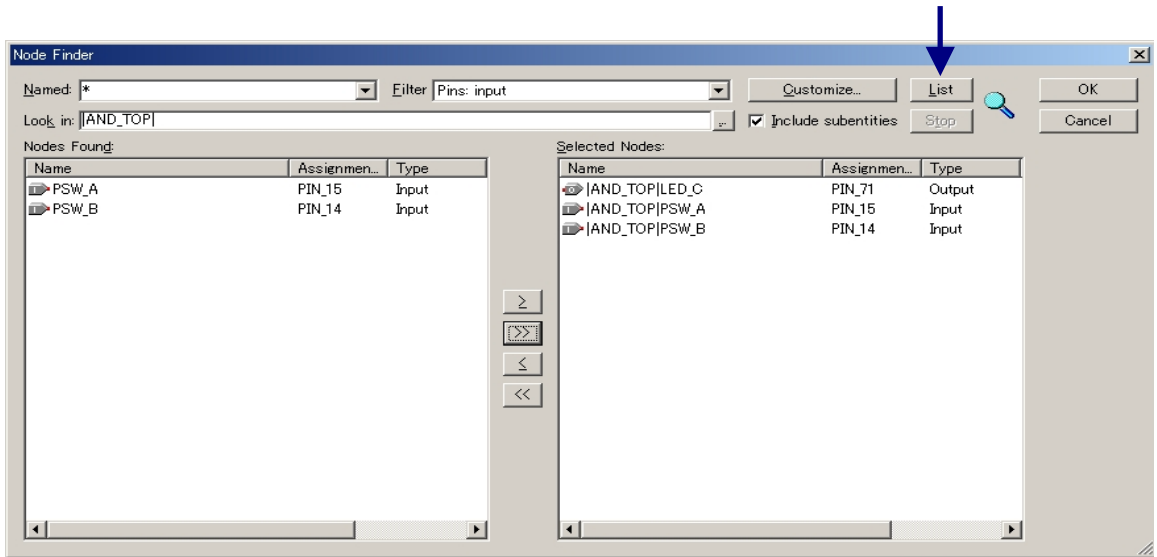 Node Finder
Named: * Filter Pins: input Customize... List OK
Look in: |AND_TOP| ... Include subentities Stop Cancel
Nodes Found: Selected Nodes:
Name Assignmen... Type Name Assignmen... Type
PSW_A PIN_15 Input |AND_TOP|LED_C PIN_71 Output
PSW_B PIN_14 Input |AND_TOP|PSW_A PIN_15 Input
|AND_TOP|PSW_B PIN_14 Input
≥
>>
≤
<<